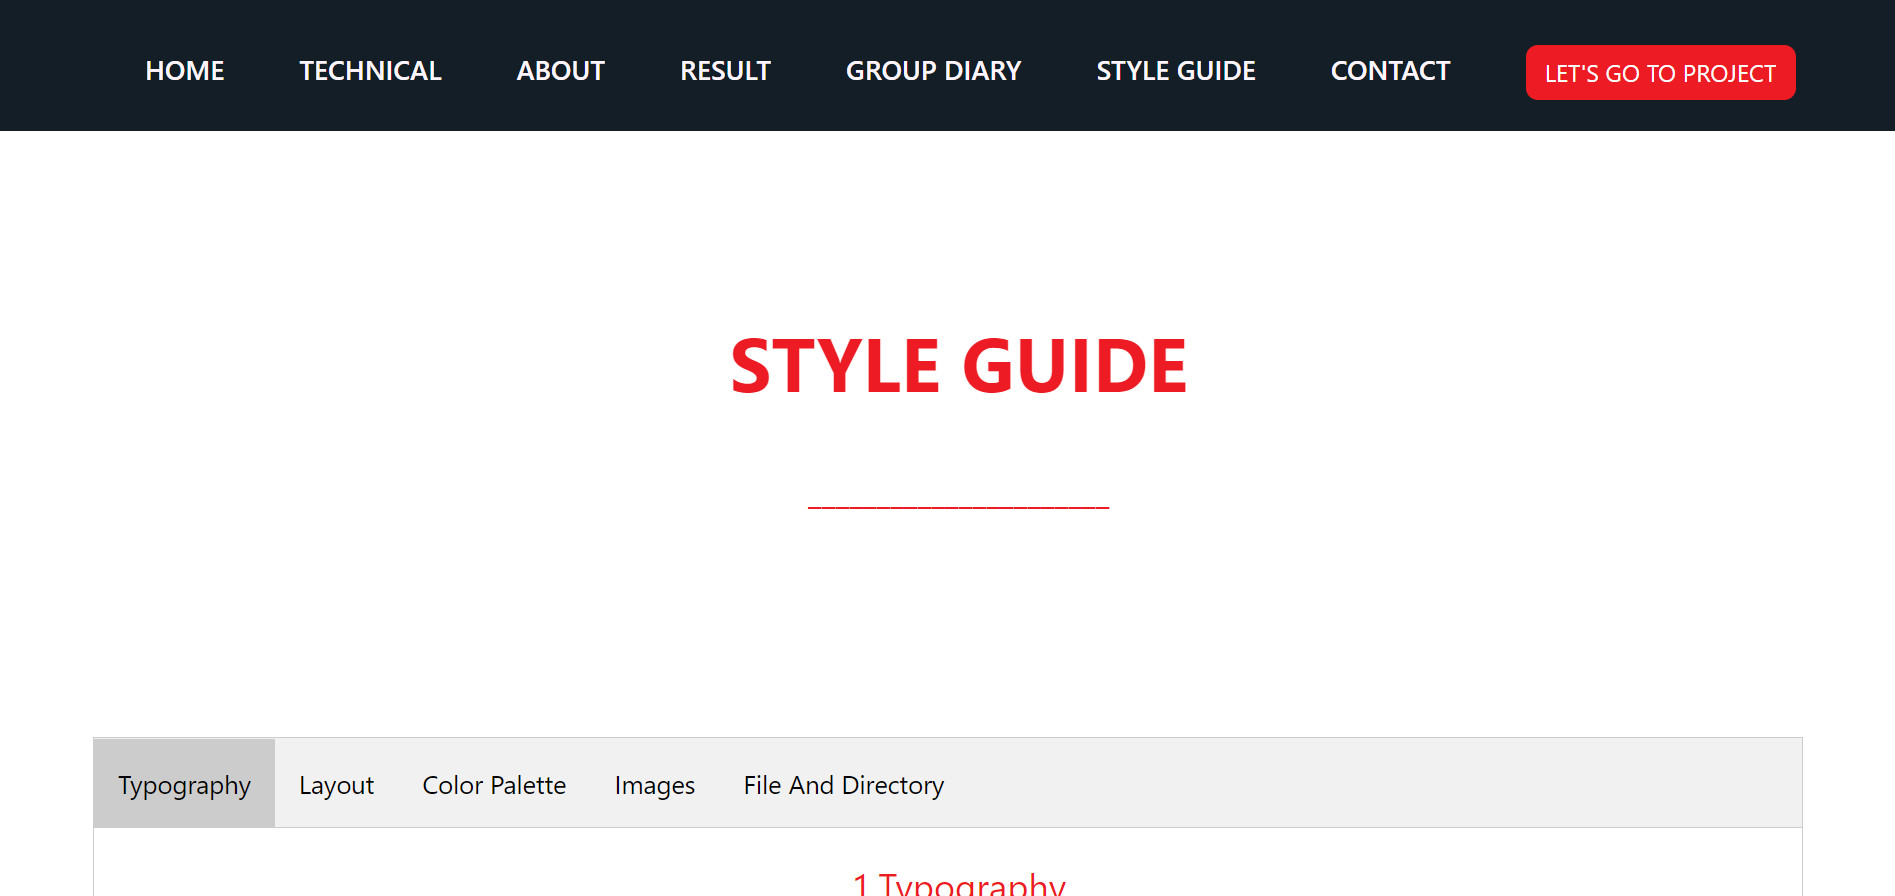 HOME TECHNICAL ABOUT RESULT GROUP DIARY STYLE GUIDE CONTACT LET'S GO TO PROJECT
STYLE GUIDE
______________________
Typography Layout Color Palette Images File And Directory
1 Typography